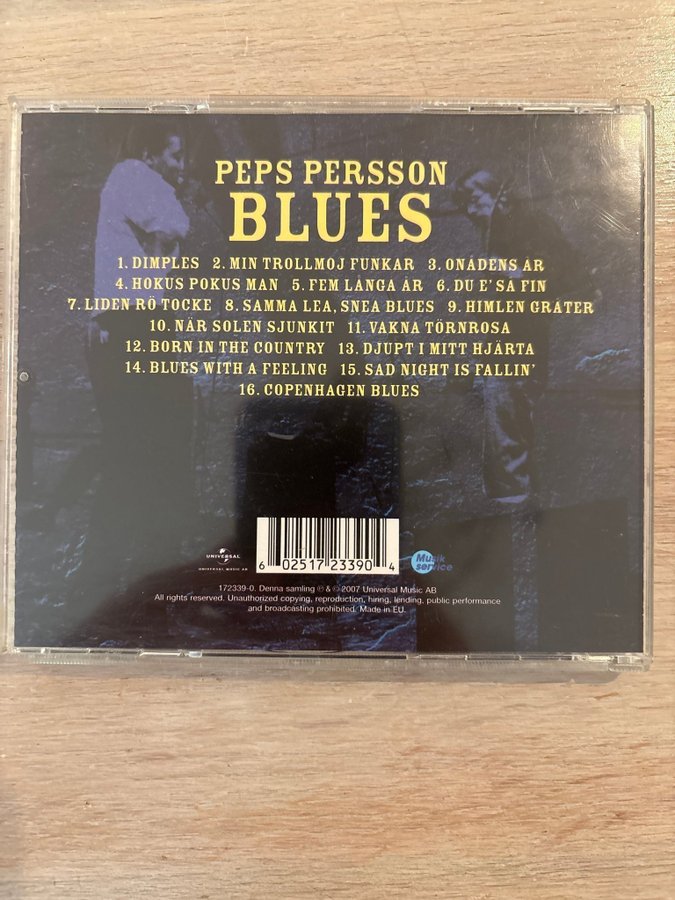 PEPS PERSSON
BLUES
1. DIMPLES 2. MIN TROLLMOJ FUNKAR 3. ONÅDENS ÅR
4. HOKUS POKUS MAN 5. FEM LÅNGA ÅR 6. DU E' SÅ FIN
7. LIDEN RÖ TOCKE 8. SAMMA LEA, SNEA BLUES 9. HIMLEN GRÅTER
10. NÄR SOLEN SJUNKIT 11. VAKNA TÖRNROSA
12. BORN IN THE COUNTRY 13. DJUPT I MITT HJÄRTA
14. BLUES WITH A FEELING 15. SAD NIGHT IS FALLIN'
16. COPENHAGEN BLUES
UNIVERSAL
UNIVERSAL MUSIC AB
6 02517 23390 4
Musik
service
172339-0. Denna samling ℗ & © 2007 Universal Music AB
All rights reserved. Unauthorized copying, reproduction, hiring, lending, public performance
and broadcasting prohibited. Made in EU.